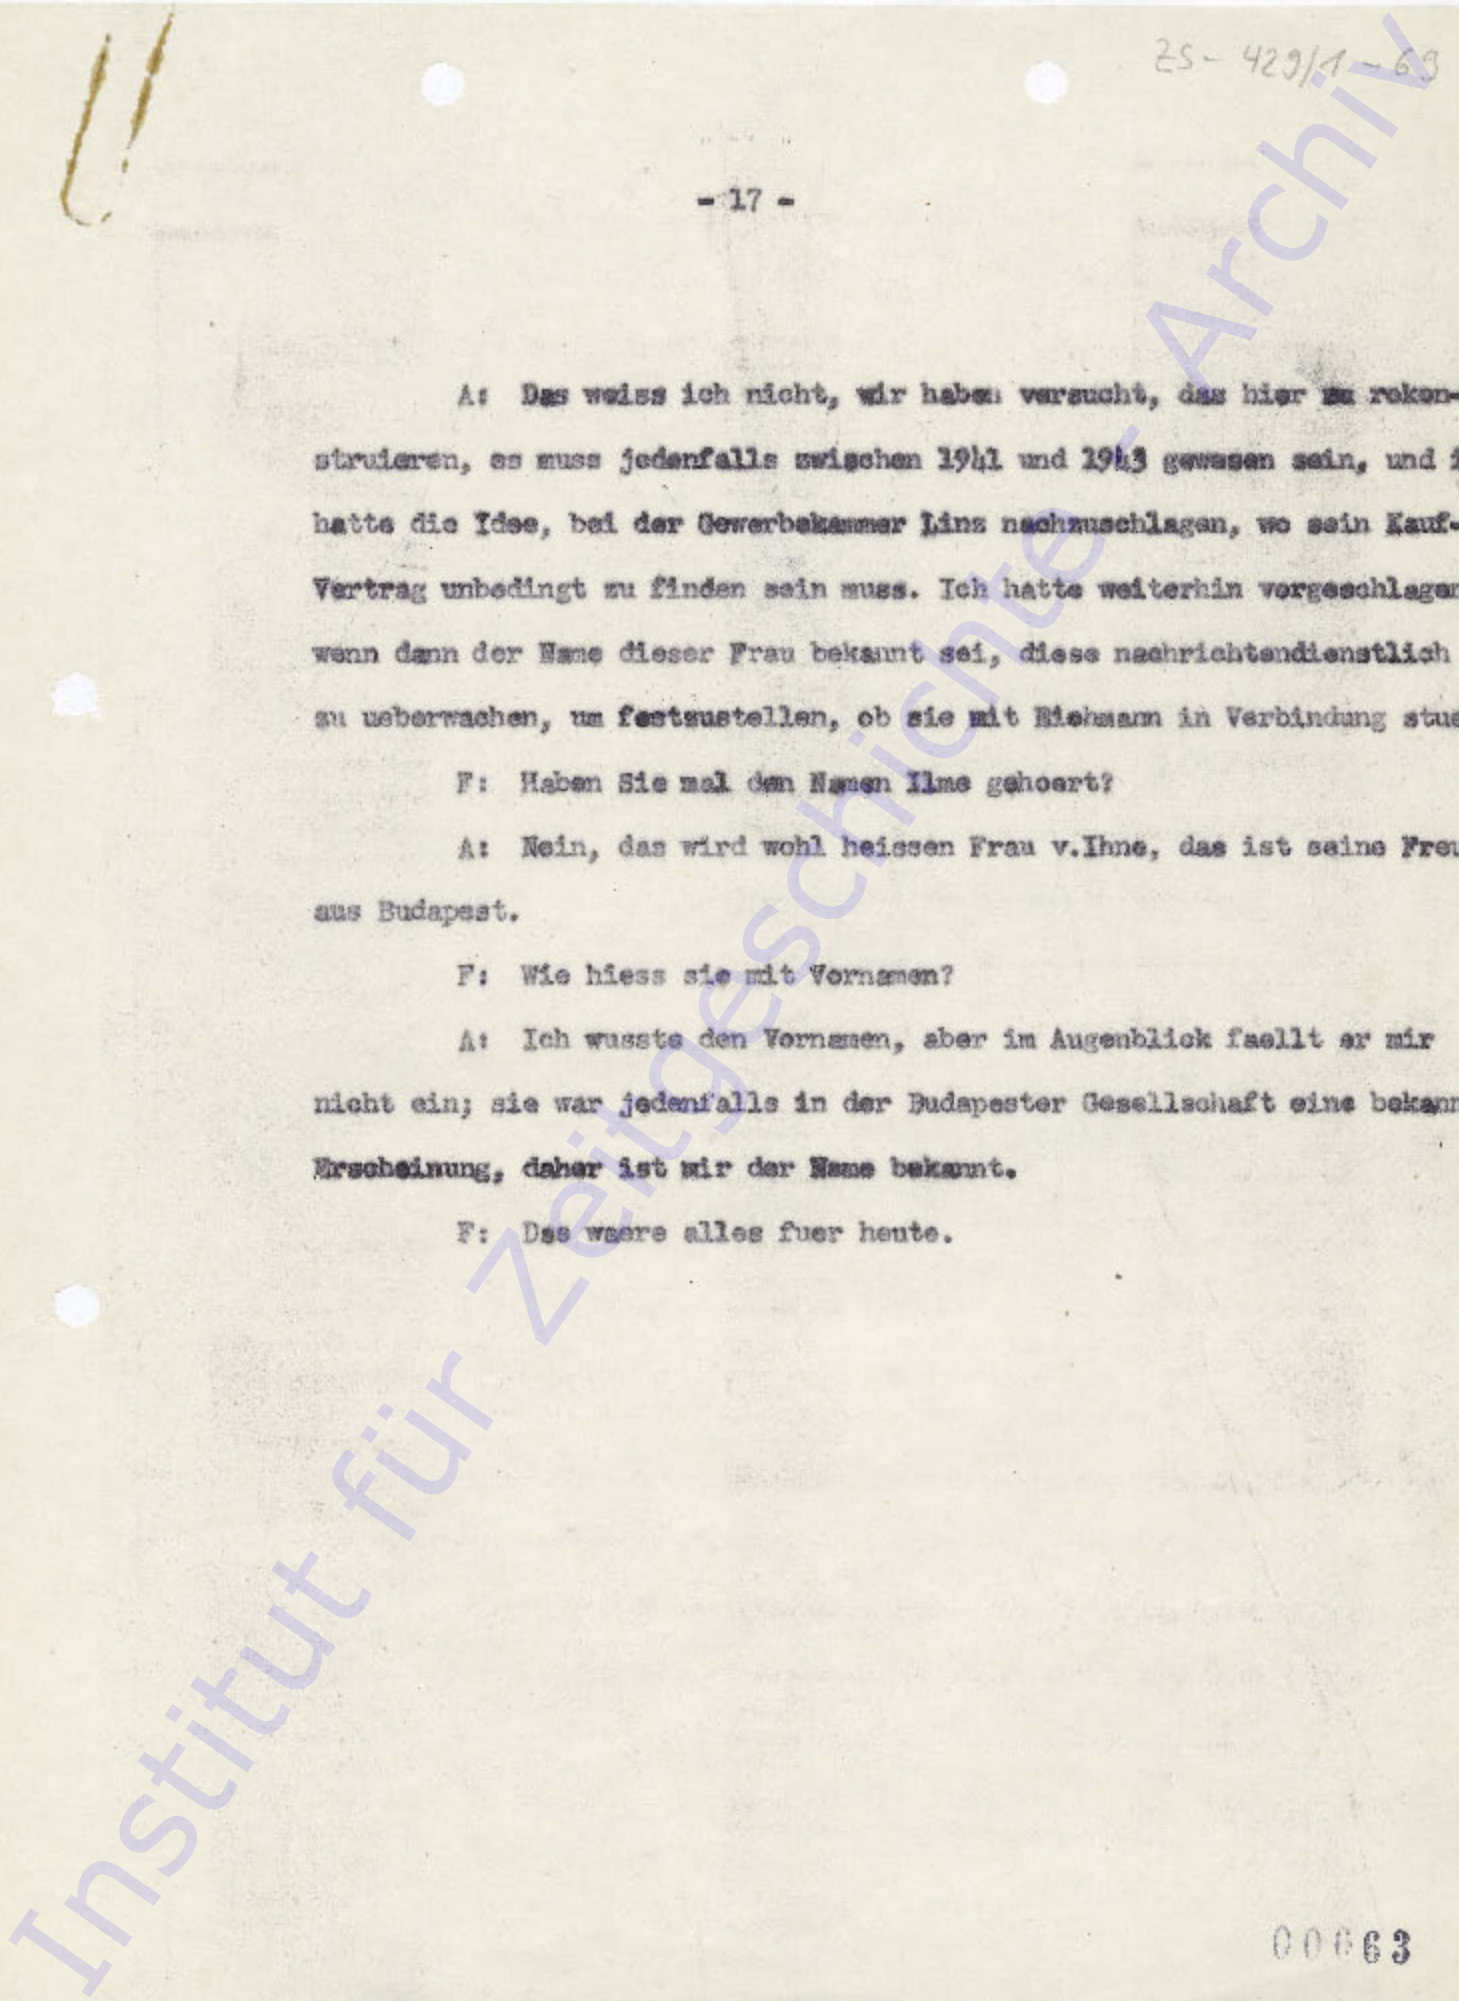 ZS - 429/1 - 69
- 17 -
A: Das weiss ich nicht, wir haben versucht, das hier zu rekon-
struieren, es muss jedenfalls zwischen 1941 und 1943 gewesen sein, und i
hatte die Idee, bei der Gewerbekammer Linz nachzuschlagen, wo sein Kauf-
Vertrag unbedingt zu finden sein muss. Ich hatte weiterhin vorgeschlagen
wenn dann der Name dieser Frau bekannt sei, diese nachrichtendienstlich
zu ueberwachen, um festzustellen, ob sie mit Eichmann in Verbindung stue
F: Haben Sie mal den Namen Ilme gehoert?
A: Nein, das wird wohl heissen Frau v.Ihne, das ist seine Freu
aus Budapest.
F: Wie hiess sie mit Vornamen?
A: Ich wusste den Vornamen, aber im Augenblick faellt er mir
nicht ein; sie war jedenfalls in der Budapester Gesellschaft eine bekann
Erscheinung, daher ist mir der Name bekannt.
F: Das waere alles fuer heute.
Institut für Zeitgeschichte - Archiv
00063